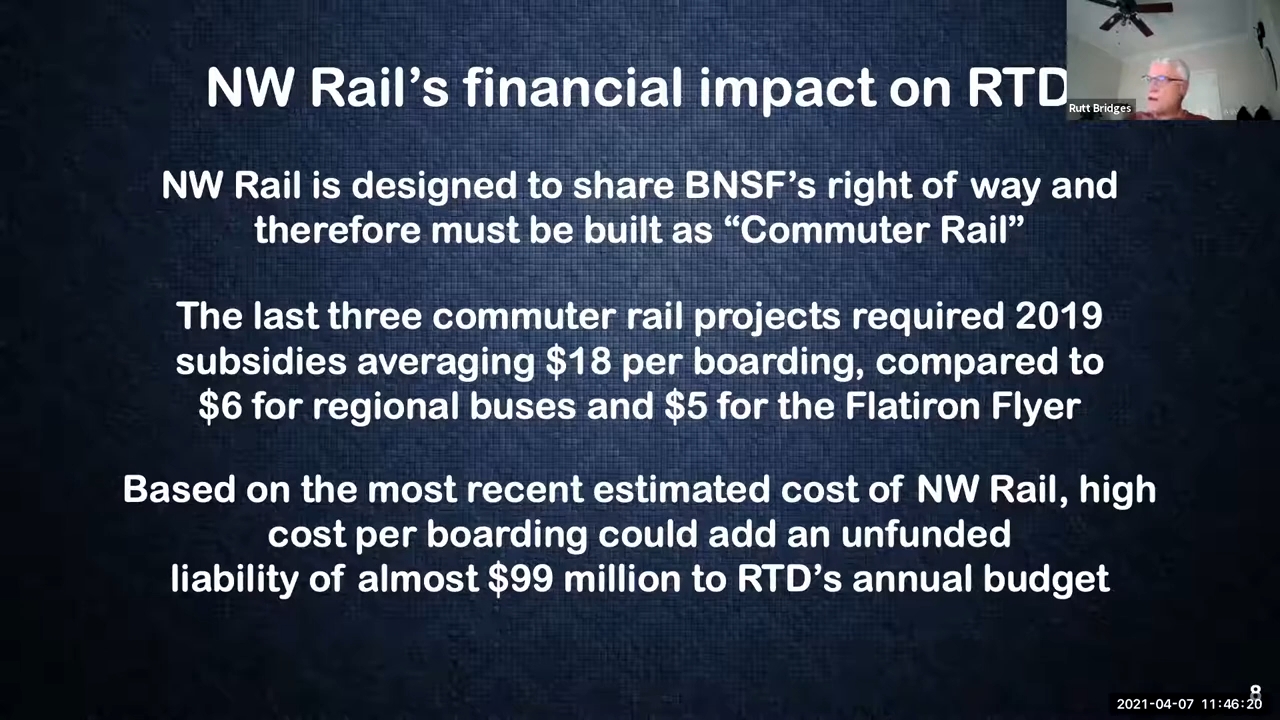 NW Rail’s financial impact on RTD
Rutt Bridges
NW Rail is designed to share BNSF’s right of way and
therefore must be built as “Commuter Rail”
The last three commuter rail projects required 2019
subsidies averaging $18 per boarding, compared to
$6 for regional buses and $5 for the Flatiron Flyer
Based on the most recent estimated cost of NW Rail, high
cost per boarding could add an unfunded
liability of almost $99 million to RTD’s annual budget
8
2021-04-07 11:46:20